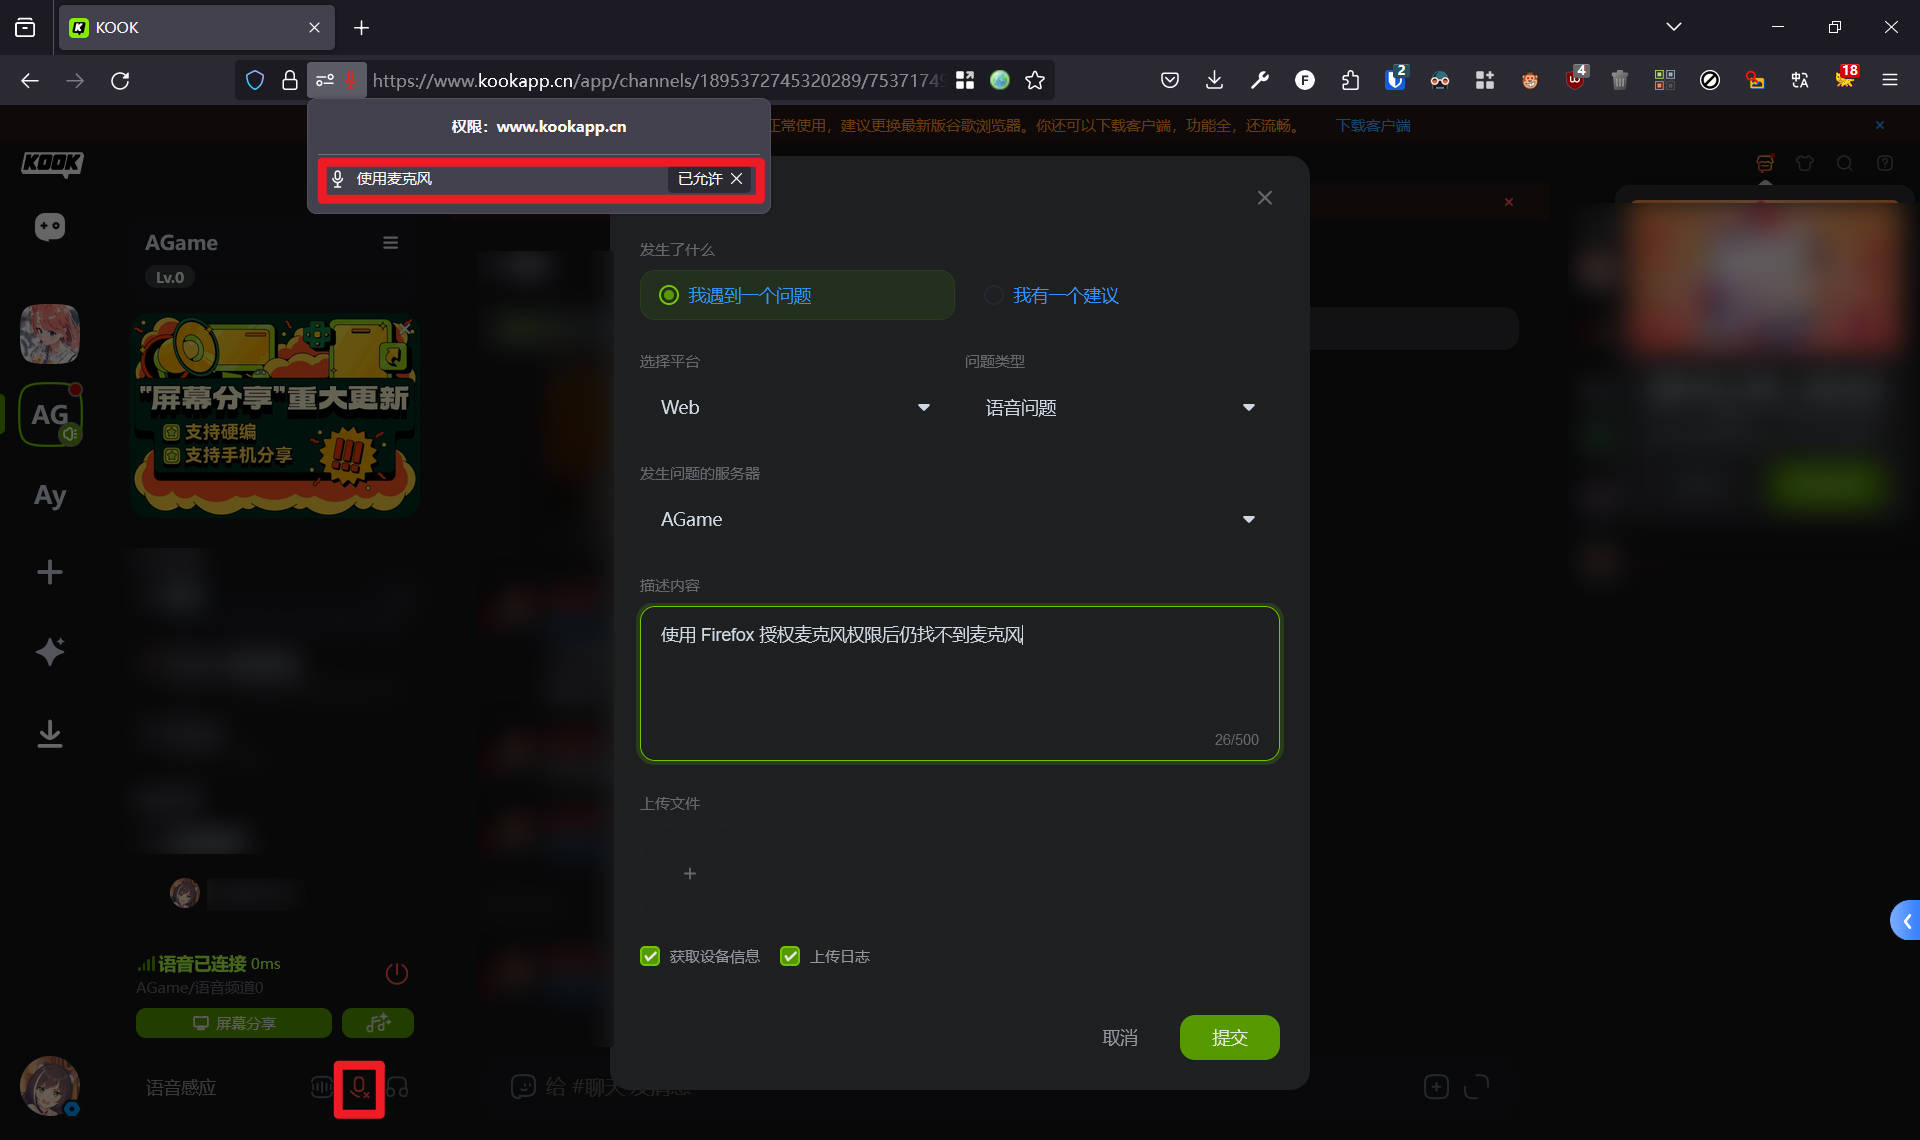 KOOK
https://www.kookapp.cn/app/channels/1895372745320289/7537174
2
4
18
权限：www.kookapp.cn
使用麦克风
已允许
正常使用，建议更换最新版谷歌浏览器。你还可以下载客户端，功能全，还流畅。
下载客户端
KOOK
AGame
Lv.0
"屏幕分享"重大更新
支持硬编
支持手机分享
!!!
AG
Ay
发生了什么
我遇到一个问题
我有一个建议
选择平台
问题类型
Web
语音问题
发生问题的服务器
AGame
描述内容
使用 Firefox 授权麦克风权限后仍找不到麦克风
26/500
上传文件
+
获取设备信息
上传日志
取消
提交
语音已连接 0ms
AGame/语音频道0
屏幕分享
语音感应
给 #聊天 发消息